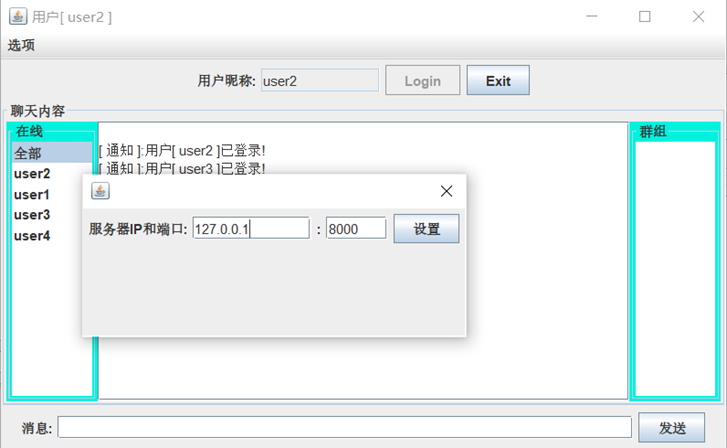 用户[ user2 ]
选项
用户昵称: user2 Login Exit
聊天内容
在线
全部
user2
user1
user3
user4
[ 通知 ]:用户[ user2 ]已登录!
[ 通知 ]:用户[ user3 ]已登录!
服务器IP和端口: 127.0.0.1 : 8000 设置
群组
消息: 发送